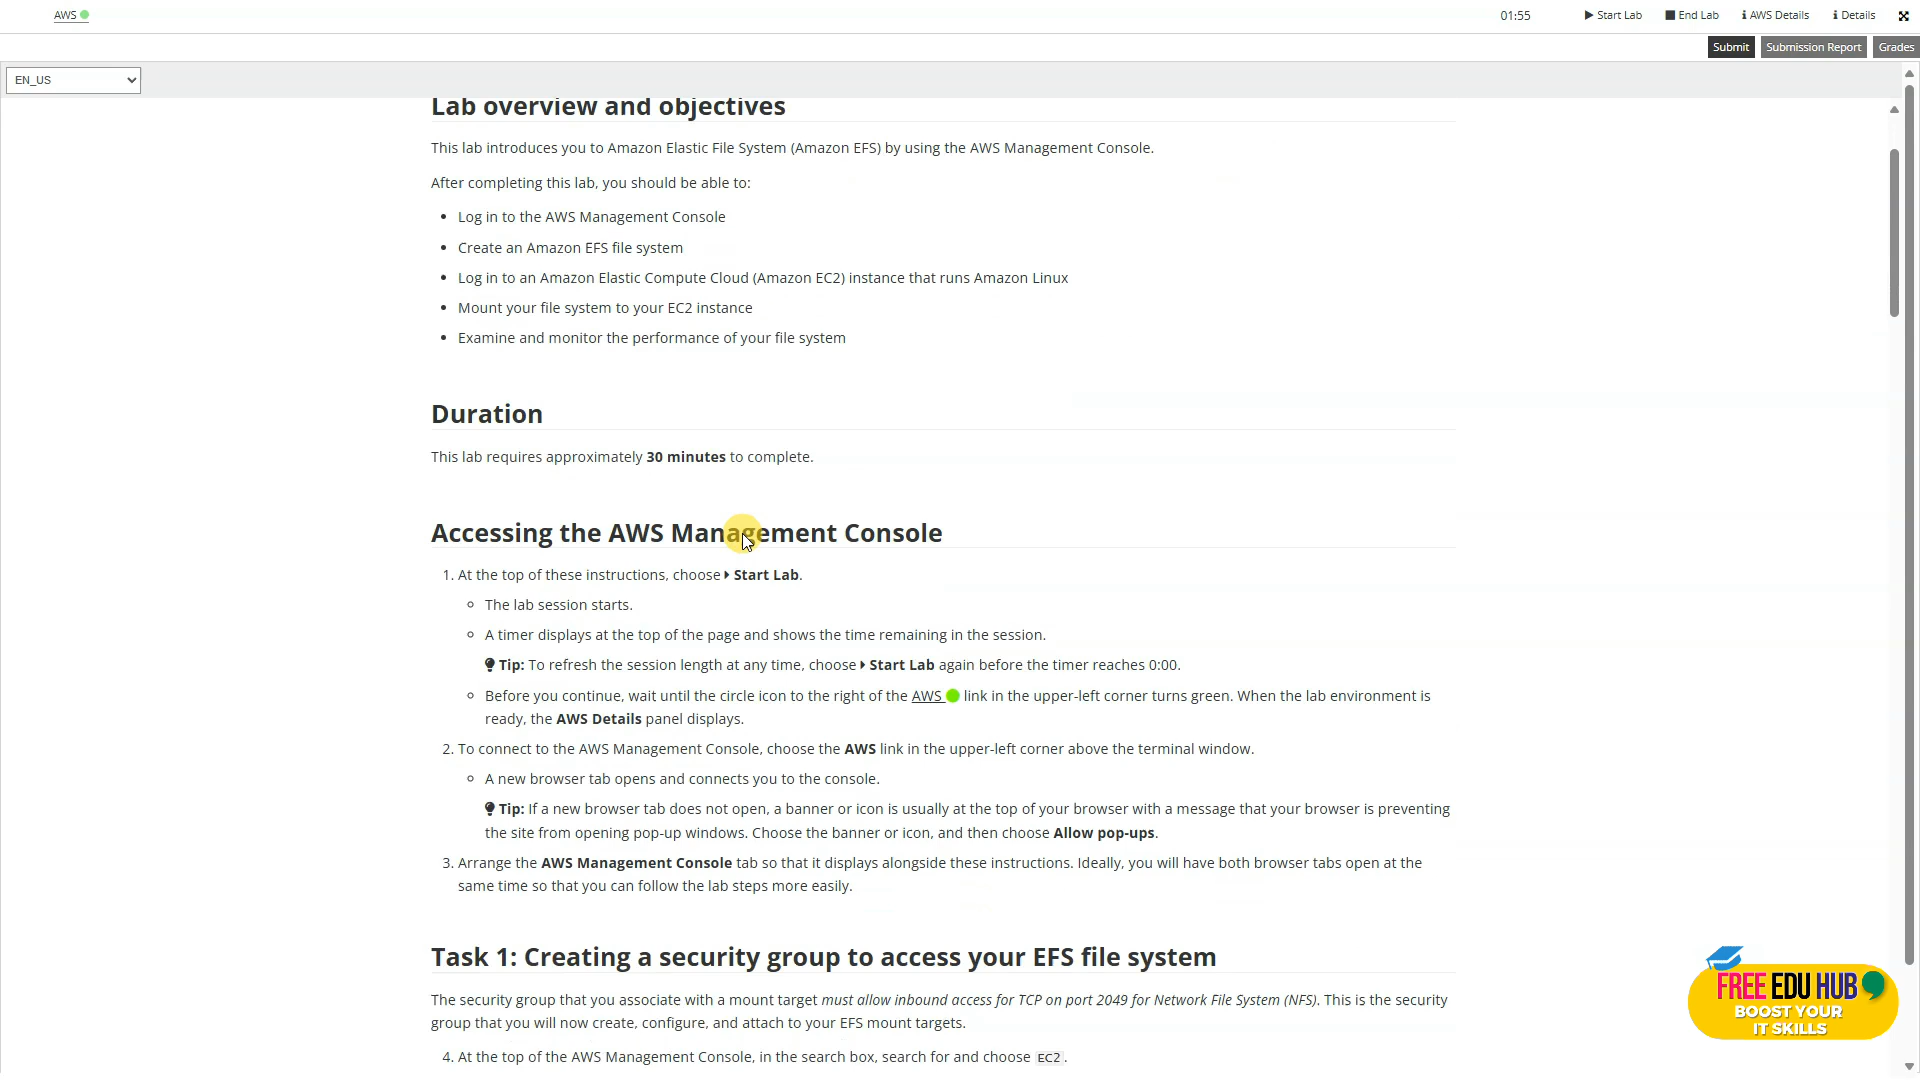 AWS
01:55
Start Lab
End Lab
AWS Details
Details
Submit
Submission Report
Grades
EN_US
Lab overview and objectives
This lab introduces you to Amazon Elastic File System (Amazon EFS) by using the AWS Management Console.
After completing this lab, you should be able to:
• Log in to the AWS Management Console
• Create an Amazon EFS file system
• Log in to an Amazon Elastic Compute Cloud (Amazon EC2) instance that runs Amazon Linux
• Mount your file system to your EC2 instance
• Examine and monitor the performance of your file system
Duration
This lab requires approximately 30 minutes to complete.
Accessing the AWS Management Console
1. At the top of these instructions, choose Start Lab.
The lab session starts.
A timer displays at the top of the page and shows the time remaining in the session.
Tip: To refresh the session length at any time, choose Start Lab again before the timer reaches 0:00.
Before you continue, wait until the circle icon to the right of the AWS link in the upper-left corner turns green. When the lab environment is
ready, the AWS Details panel displays.
2. To connect to the AWS Management Console, choose the AWS link in the upper-left corner above the terminal window.
A new browser tab opens and connects you to the console.
Tip: If a new browser tab does not open, a banner or icon is usually at the top of your browser with a message that your browser is preventing
the site from opening pop-up windows. Choose the banner or icon, and then choose Allow pop-ups.
3. Arrange the AWS Management Console tab so that it displays alongside these instructions. Ideally, you will have both browser tabs open at the
same time so that you can follow the lab steps more easily.
Task 1: Creating a security group to access your EFS file system
The security group that you associate with a mount target must allow inbound access for TCP on port 2049 for Network File System (NFS). This is the security
group that you will now create, configure, and attach to your EFS mount targets.
4. At the top of the AWS Management Console, in the search box, search for and choose EC2.
FREE EDU HUB
BOOST YOUR
IT SKILLS